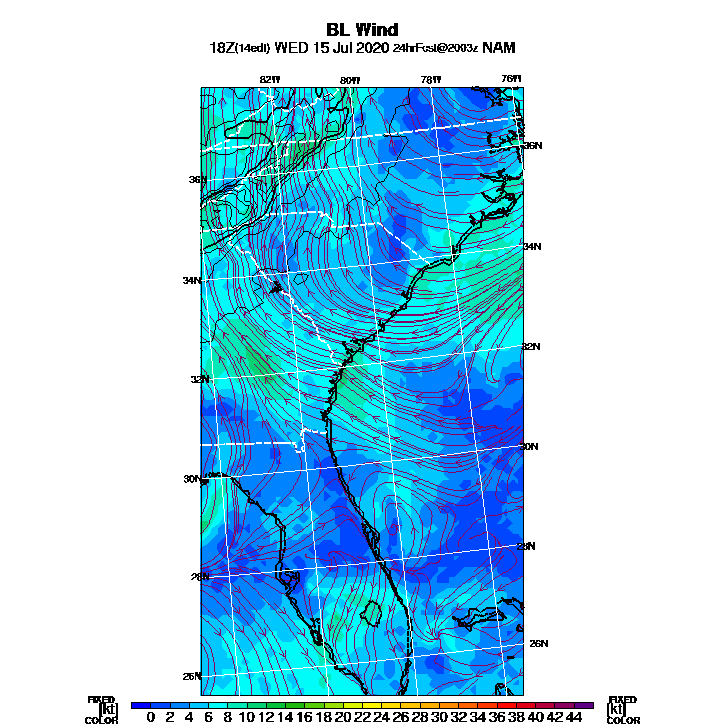 BL Wind
18Z(14edt) WED 15 Jul 2020 24hrFcst@2003z NAM
82W 80W 78W 76W
36N
36N
34N
34N
32N
32N
30N
30N
28N
28N
26N
26N
FIXED FIXED
[kt] 0 2 4 6 8 10 12 14 16 18 20 22 24 26 28 30 32 34 36 38 40 42 44 [kt]
COLOR COLOR